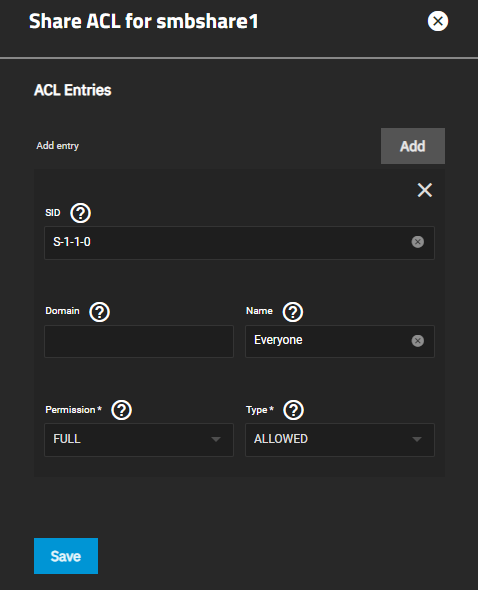 Share ACL for smbshare1
ACL Entries
Add entry
Add
SID ?
S-1-1-0
Domain ? Name ?
Everyone
Permission * ? Type * ?
FULL ALLOWED
Save